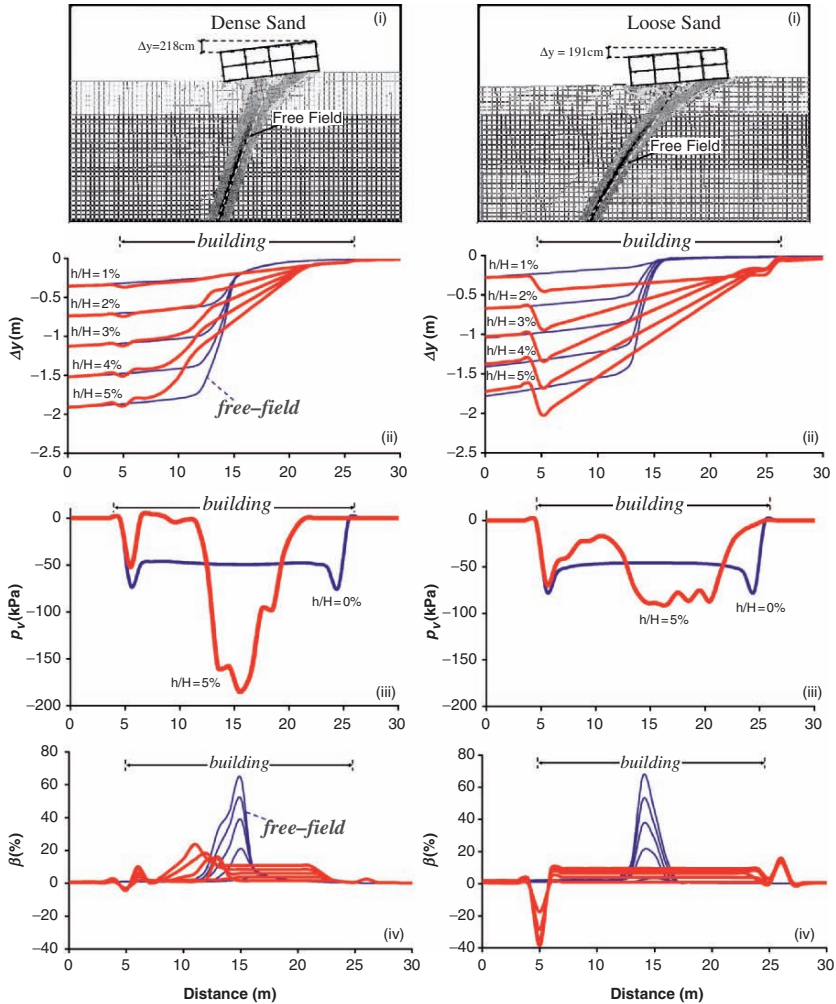 Dense Sand
(i)
Δy=218cm
Free Field
Loose Sand
(i)
Δy = 191cm
Free Field
building
0
−0.5
−1
−1.5
−2
−2.5
Δy (m)
h/H=1%
h/H=2%
h/H=3%
h/H=4%
h/H=5%
free–field
(ii)
0 5 10 15 20 25 30
building
0
−0.5
−1
−1.5
−2
−2.5
Δy (m)
h/H=1%
h/H=2%
h/H=3%
h/H=4%
h/H=5%
(ii)
0 5 10 15 20 25 30
building
0
−50
−100
−150
−200
pv(kPa)
h/H=0%
h/H=5%
(iii)
0 5 10 15 20 25 30
building
0
−50
−100
−150
−200
pv(kPa)
h/H=5%
h/H=0%
(iii)
0 5 10 15 20 25 30
building
80
60
40
20
0
−20
−40
β(%)
free–field
(iv)
0 5 10 15 20 25 30
Distance (m)
building
80
60
40
20
0
−20
−40
β(%)
(iv)
0 5 10 15 20 25 30
Distance (m)